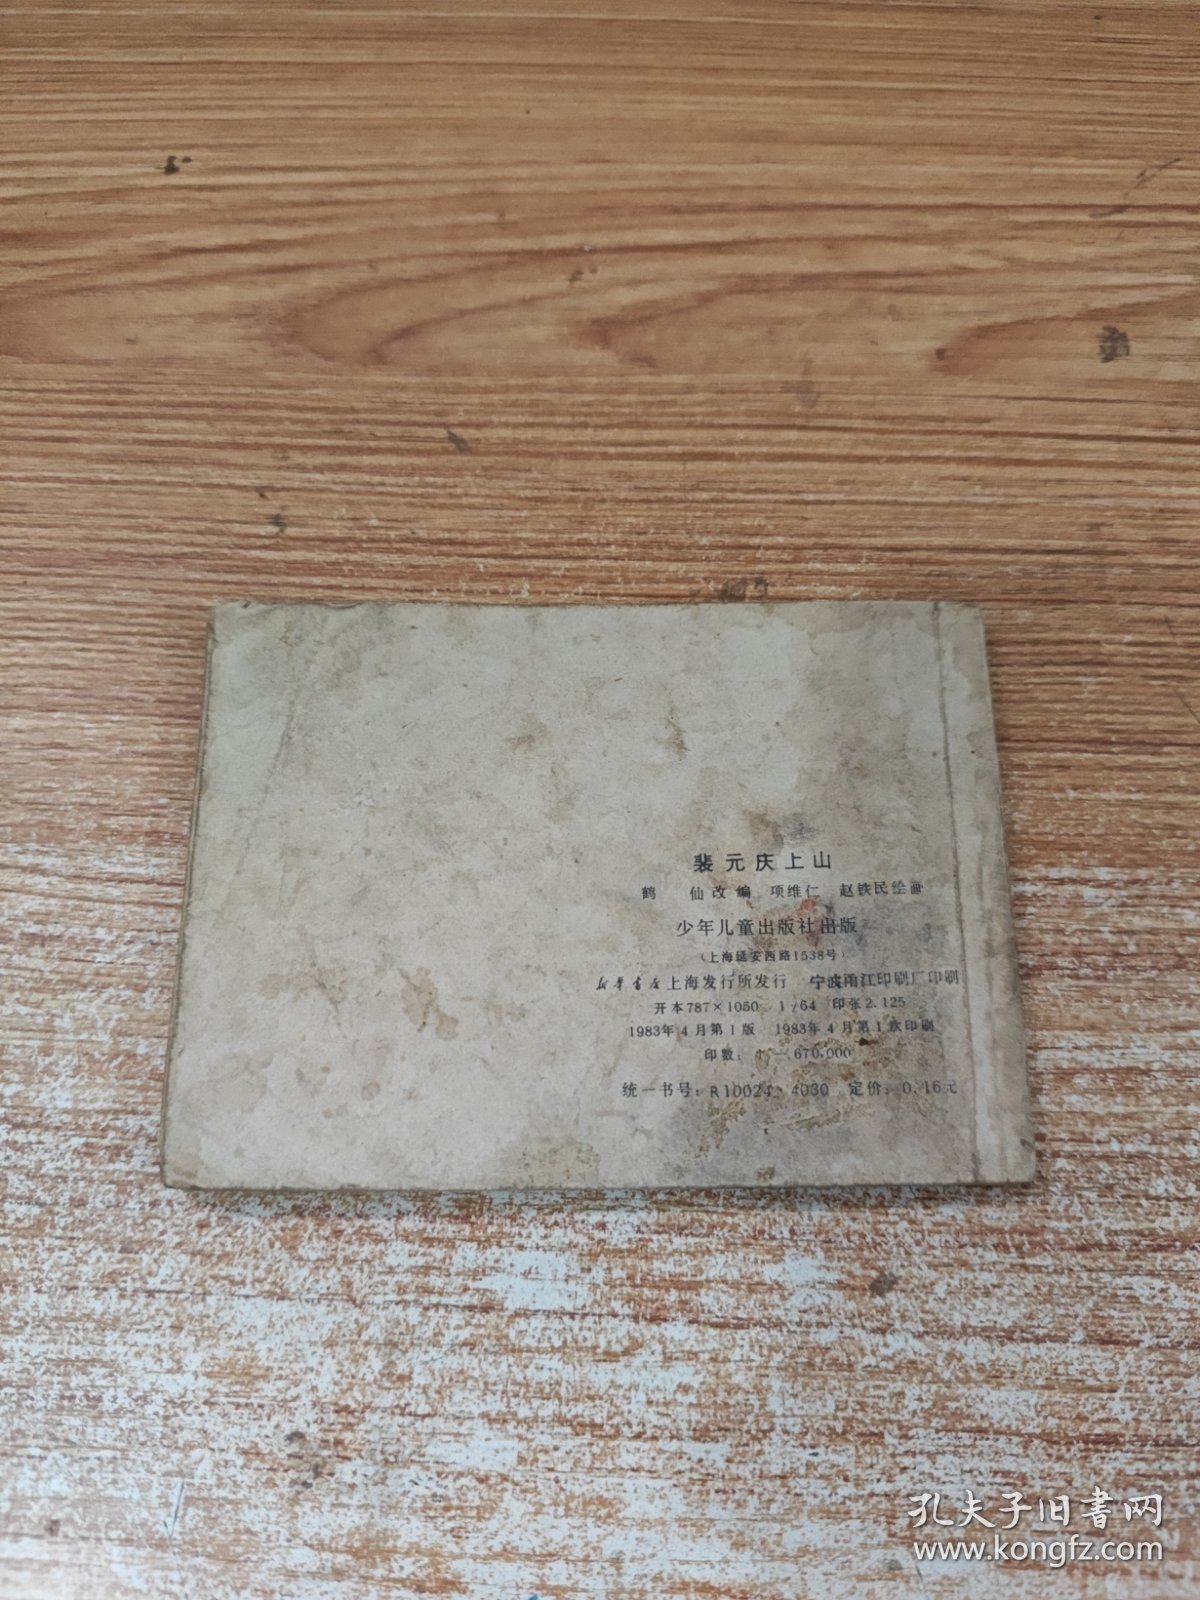 裴元庆上山
鹤 仙改编 项维仁 赵铁民绘画
少年儿童出版社出版
(上海延安西路1538号)
新华书店上海发行所发行 宁波甬江印刷厂印刷
开本787×1050 1/64 印张2.125
1983年4月第1版 1983年4月第1次印刷
印数:1—670,000
统一书号:R10024·4030 定价:0.16元
孔夫子旧书网
www.kongfz.com